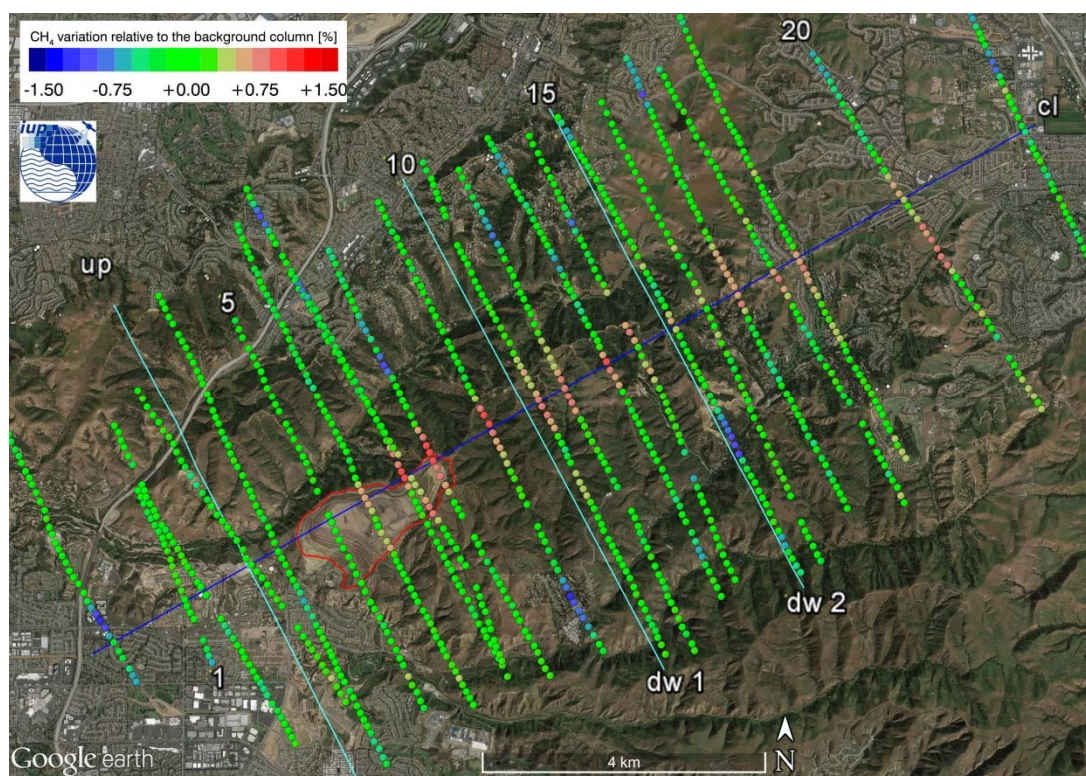 CH4 variation relative to the background column [%]
-1.50 -0.75 +0.00 +0.75 +1.50
iup
20
15
cl
10
up
5
dw 2
1
dw 1
Google earth
4 km
N